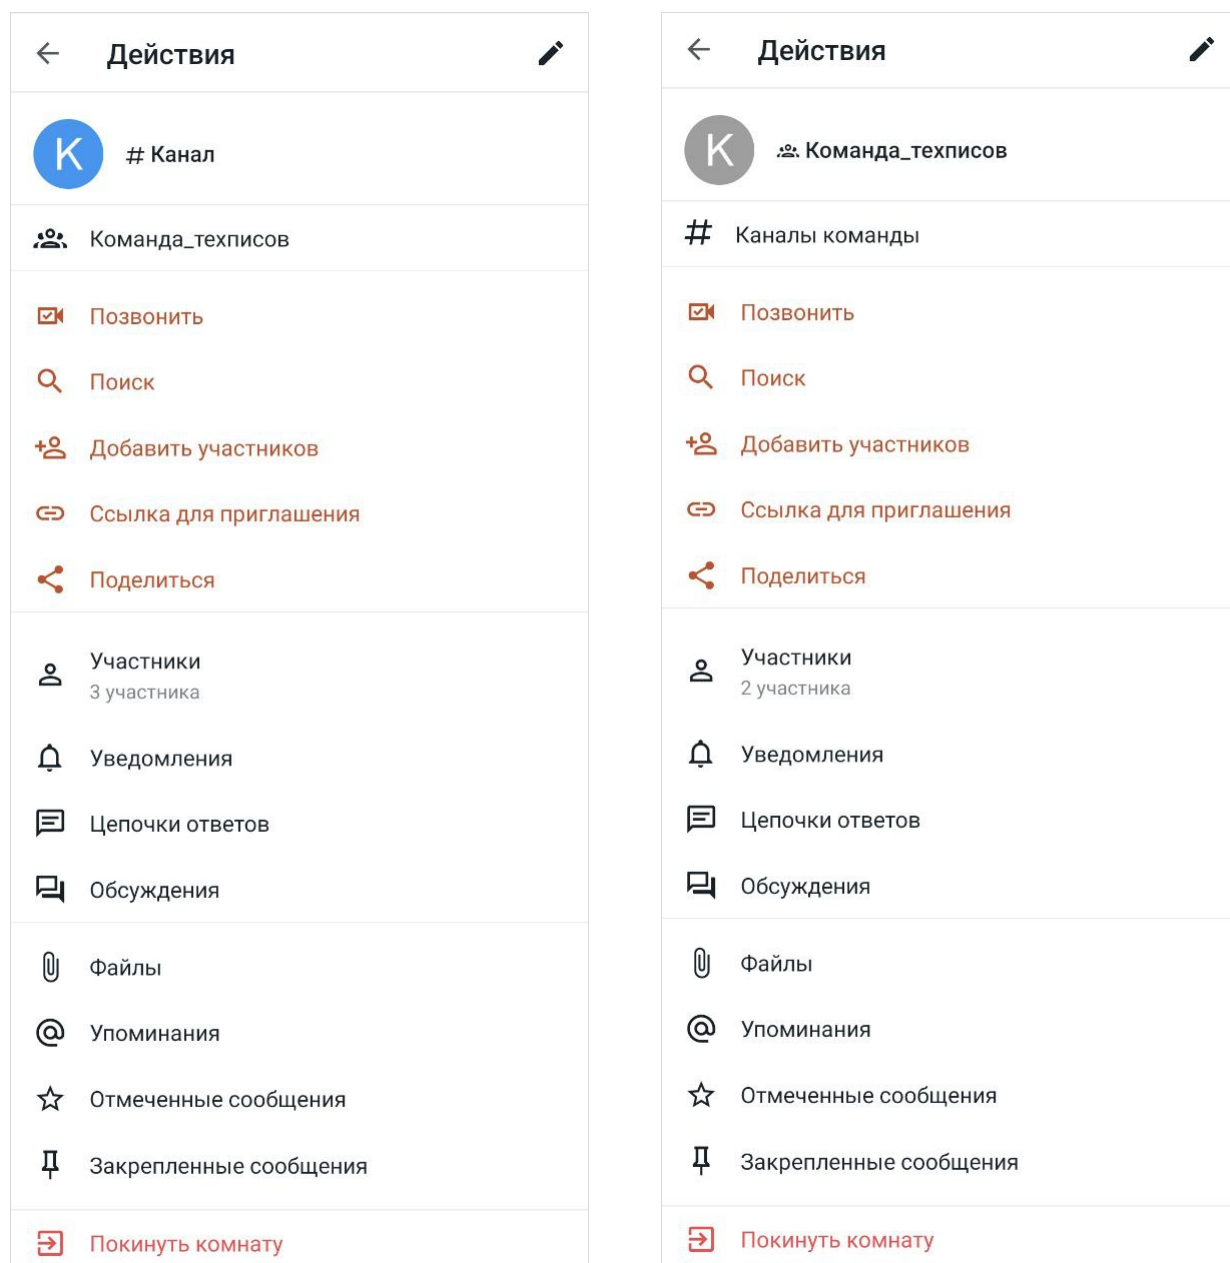 Действия
К
# Канал
Команда_техписов
Позвонить
Поиск
Добавить участников
Ссылка для приглашения
Поделиться
Участники
3 участника
Уведомления
Цепочки ответов
Обсуждения
Файлы
Упоминания
Отмеченные сообщения
Закрепленные сообщения
Покинуть комнату
Действия
К
Команда_техписов
# Каналы команды
Позвонить
Поиск
Добавить участников
Ссылка для приглашения
Поделиться
Участники
2 участника
Уведомления
Цепочки ответов
Обсуждения
Файлы
Упоминания
Отмеченные сообщения
Закрепленные сообщения
Покинуть комнату